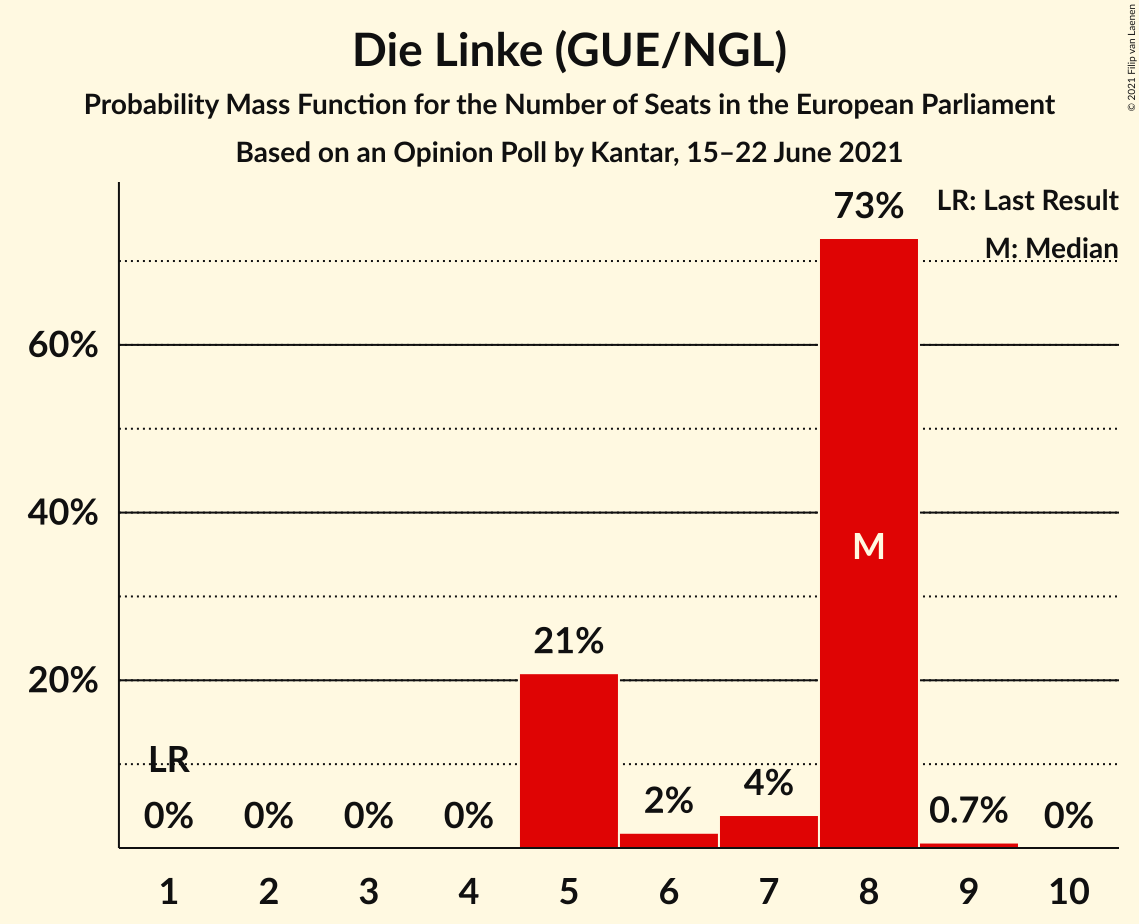 © 2021 Filip van Laenen
Die Linke (GUE/NGL)
Probability Mass Function for the Number of Seats in the European Parliament
Based on an Opinion Poll by Kantar, 15–22 June 2021
LR: Last Result
M: Median
73%
60%
40%
M
21%
20%
LR
0%
0%
0%
0%
2%
4%
0.7%
0%
1 2 3 4 5 6 7 8 9 10